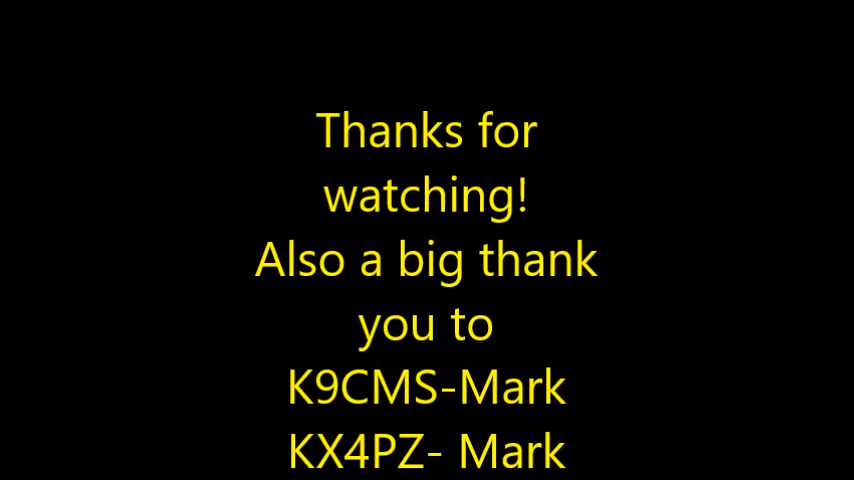 Thanks for
watching!
Also a big thank
you to
K9CMS-Mark
KX4PZ- Mark